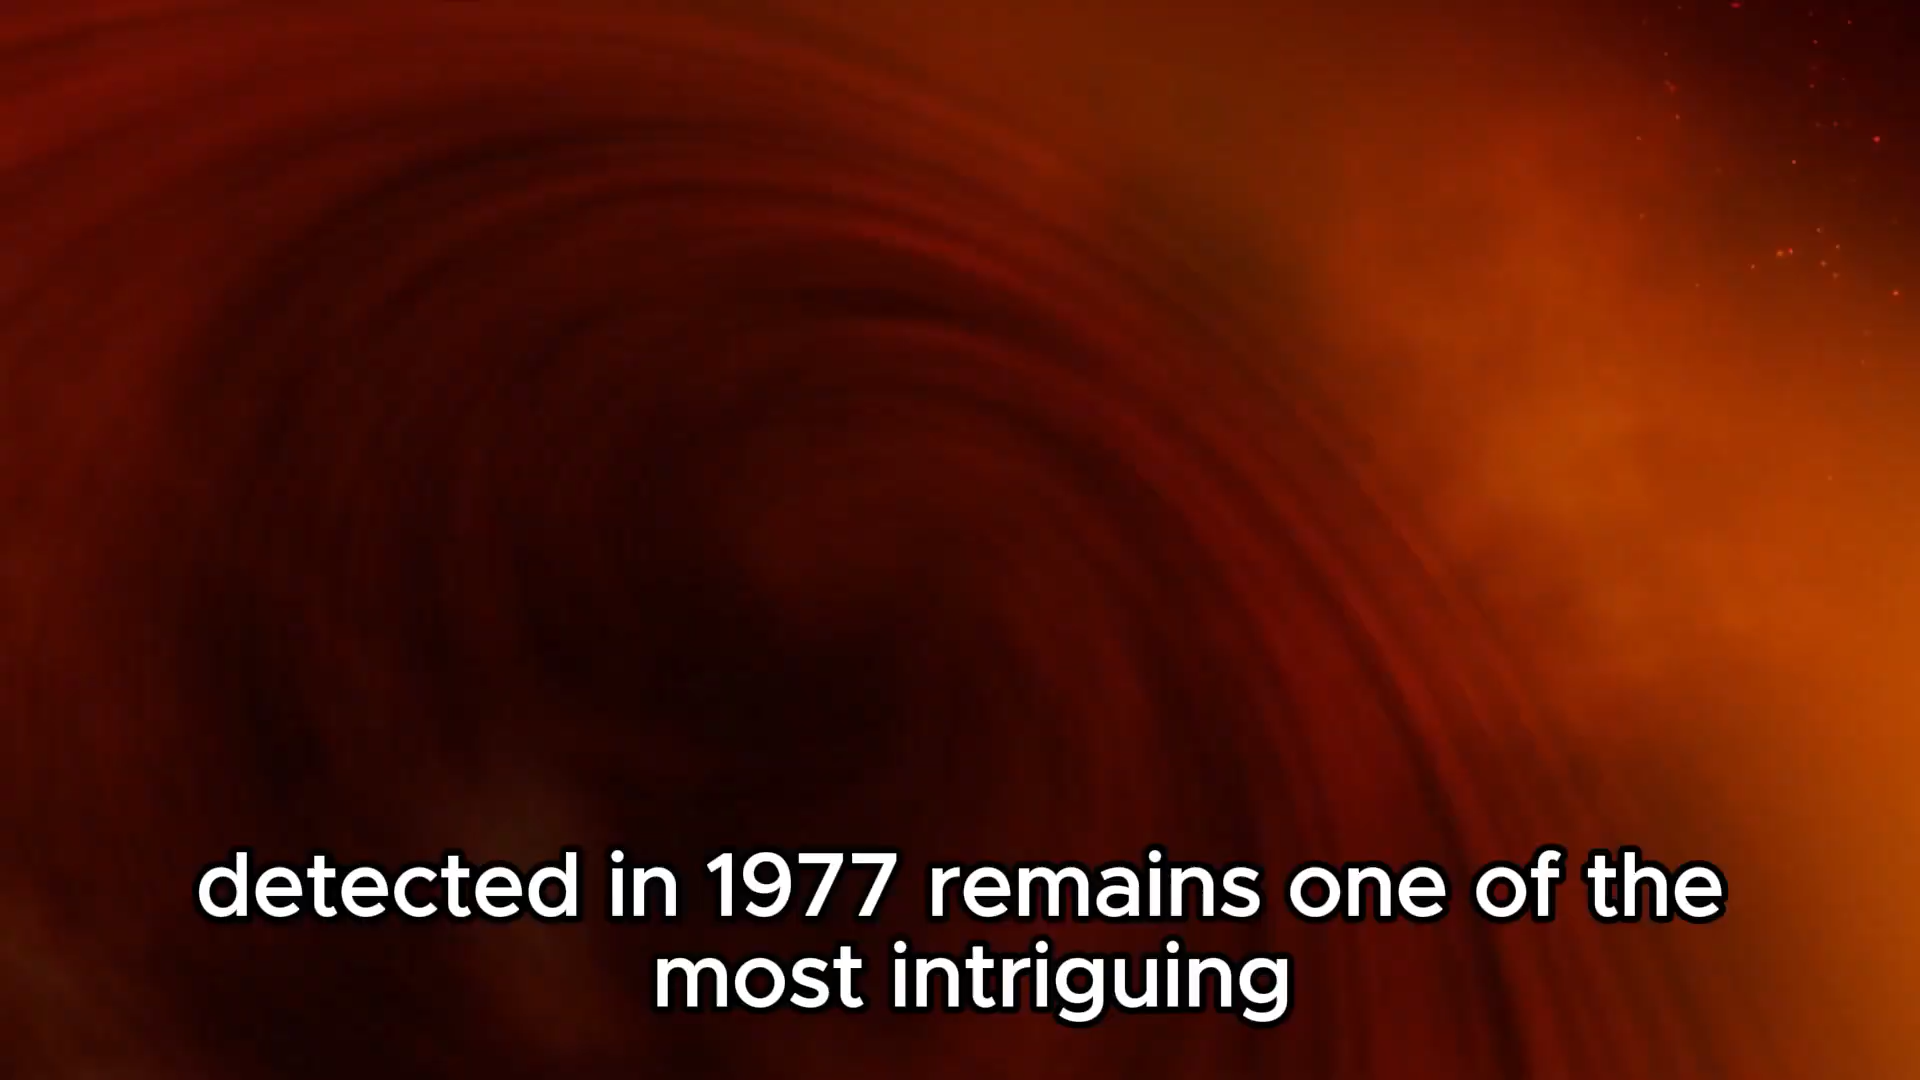 detected in 1977 remains one of the
most intriguing